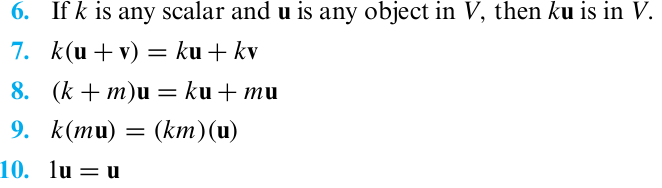 6. If k is any scalar and u is any object in V, then ku is in V.
7. k(u + v) = ku + kv
8. (k + m)u = ku + mu
9. k(mu) = (km)(u)
10. 1u = u